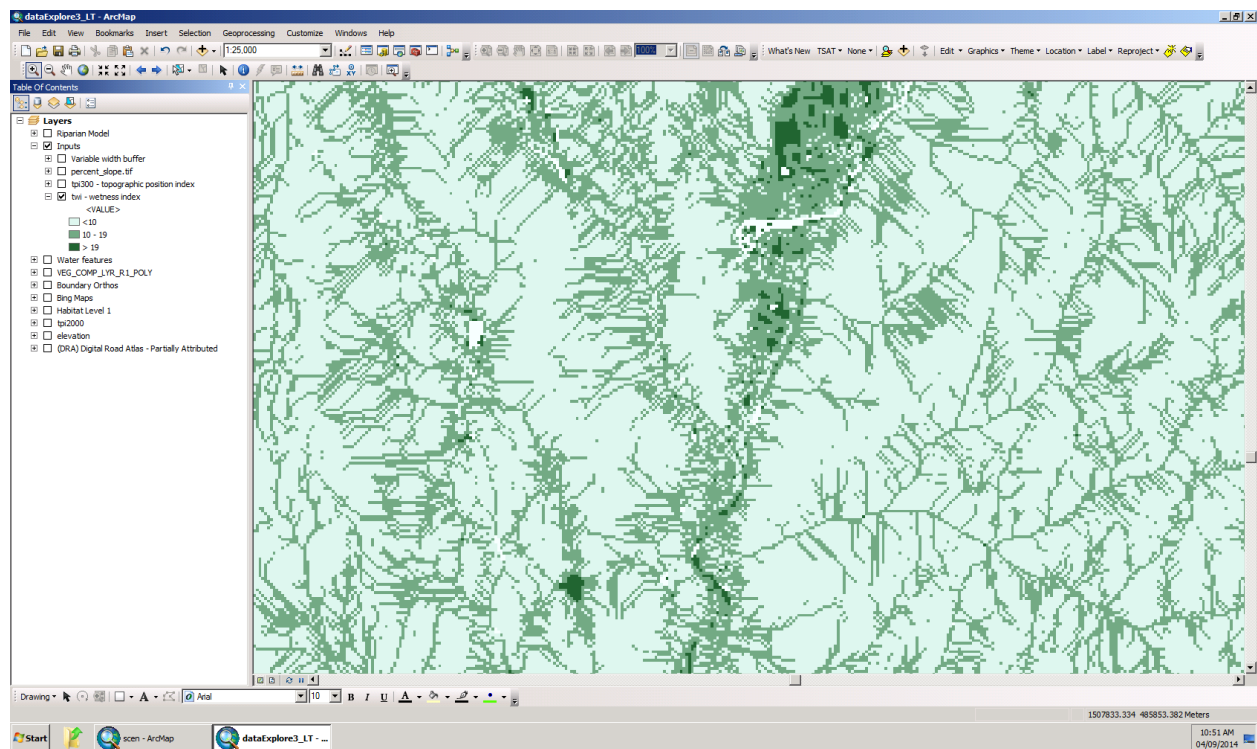 dataExplore3_LT - ArcMap
File Edit View Bookmarks Insert Selection Geoprocessing Customize Windows Help
1:25,000 100% What's New TSAT None Edit Graphics Theme Location Label Reproject
Table Of Contents
Layers
Riparian Model
Inputs
Variable width buffer
percent_slope.tif
tpi300 - topographic position index
twi - wetness index
<VALUE>
<10
10 - 19
> 19
Water features
VEG_COMP_LYR_R1_POLY
Boundary Orthos
Bing Maps
Habitat Level 1
tpi2000
elevation
(DRA) Digital Road Atlas - Partially Attributed
Drawing A Arial 10 B I U A
1507833.334 485853.382 Meters
Start scen - ArcMap dataExplore3_LT - ... 10:51 AM
04/09/2014